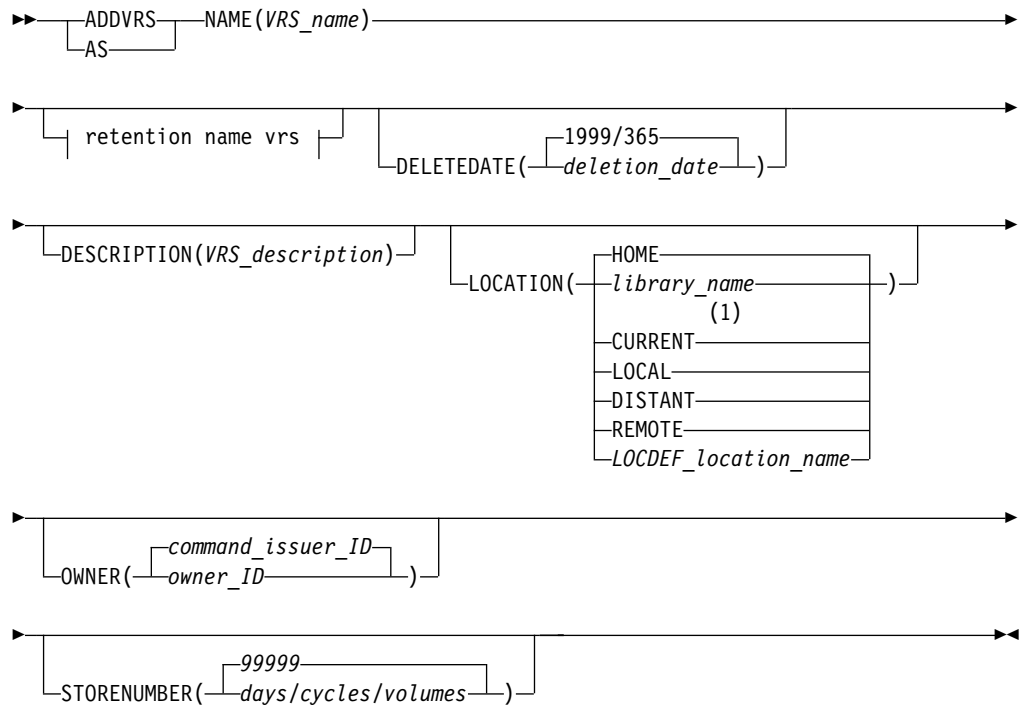 ADDVRS NAME(VRS_name)
AS
retention name vrs
1999/365
DELETEDATE( deletion_date )
DESCRIPTION(VRS_description)
HOME
LOCATION( library_name )
(1)
CURRENT
LOCAL
DISTANT
REMOTE
LOCDEF_location_name
command_issuer_ID
OWNER( owner_ID )
99999
STORENUMBER( days/cycles/volumes )